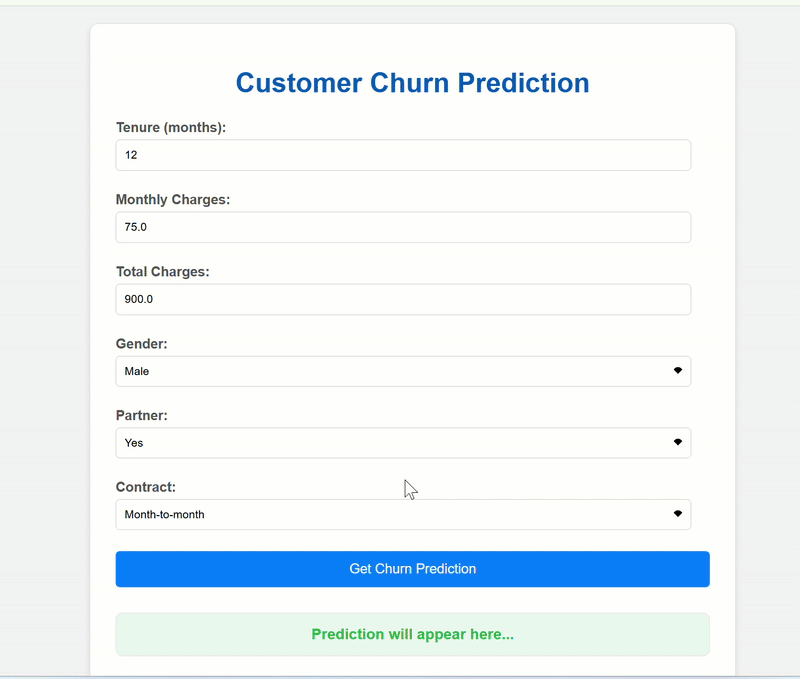 Customer Churn Prediction
Tenure (months):
12
Monthly Charges:
75.0
Total Charges:
900.0
Gender:
Male
Partner:
Yes
Contract:
Month-to-month
Get Churn Prediction
Prediction will appear here...